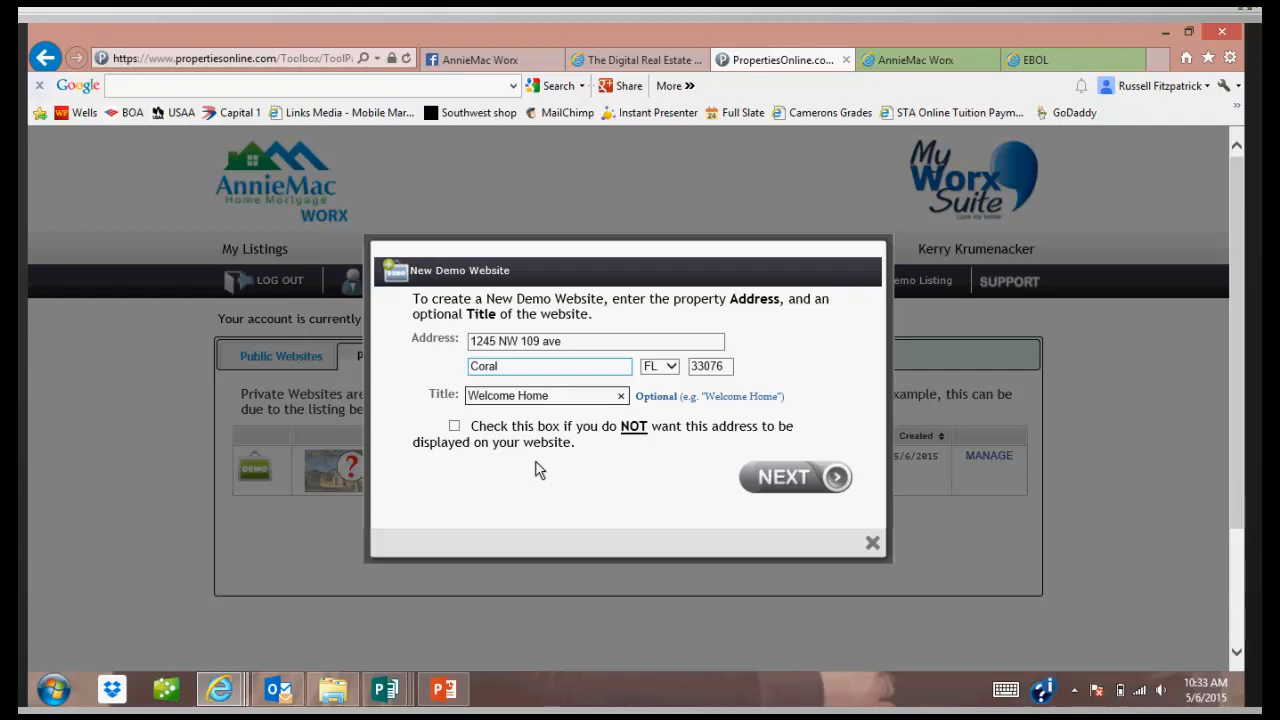 https://www.propertiesonline.com/Toolbox/ToolPa
AnnieMac Worx
The Digital Real Estate ...
PropertiesOnline.co...
AnnieMac Worx
EBOL
Google
Search
Share
More »
Russell Fitzpatrick
Wells
BOA
USAA
Capital 1
Links Media - Mobile Mar...
Southwest shop
MailChimp
Instant Presenter
Full Slate
Camerons Grades
STA Online Tuition Paym...
GoDaddy
AnnieMac
Home Mortgage
WORX
My
Worx
Suite
My Listings
Kerry Krumenacker
LOG OUT
emo Listing
SUPPORT
Your account is currently
Public Websites
P
Private Websites are
example, this can be
due to the listing be
Created
DEMO
5/6/2015
MANAGE
New Demo Website
To create a New Demo Website, enter the property Address, and an
optional Title of the website.
Address:
1245 NW 109 ave
Coral
FL
33076
Title:
Welcome Home
Optional (e.g. "Welcome Home")
Check this box if you do NOT want this address to be
displayed on your website.
NEXT
10:33 AM
5/6/2015